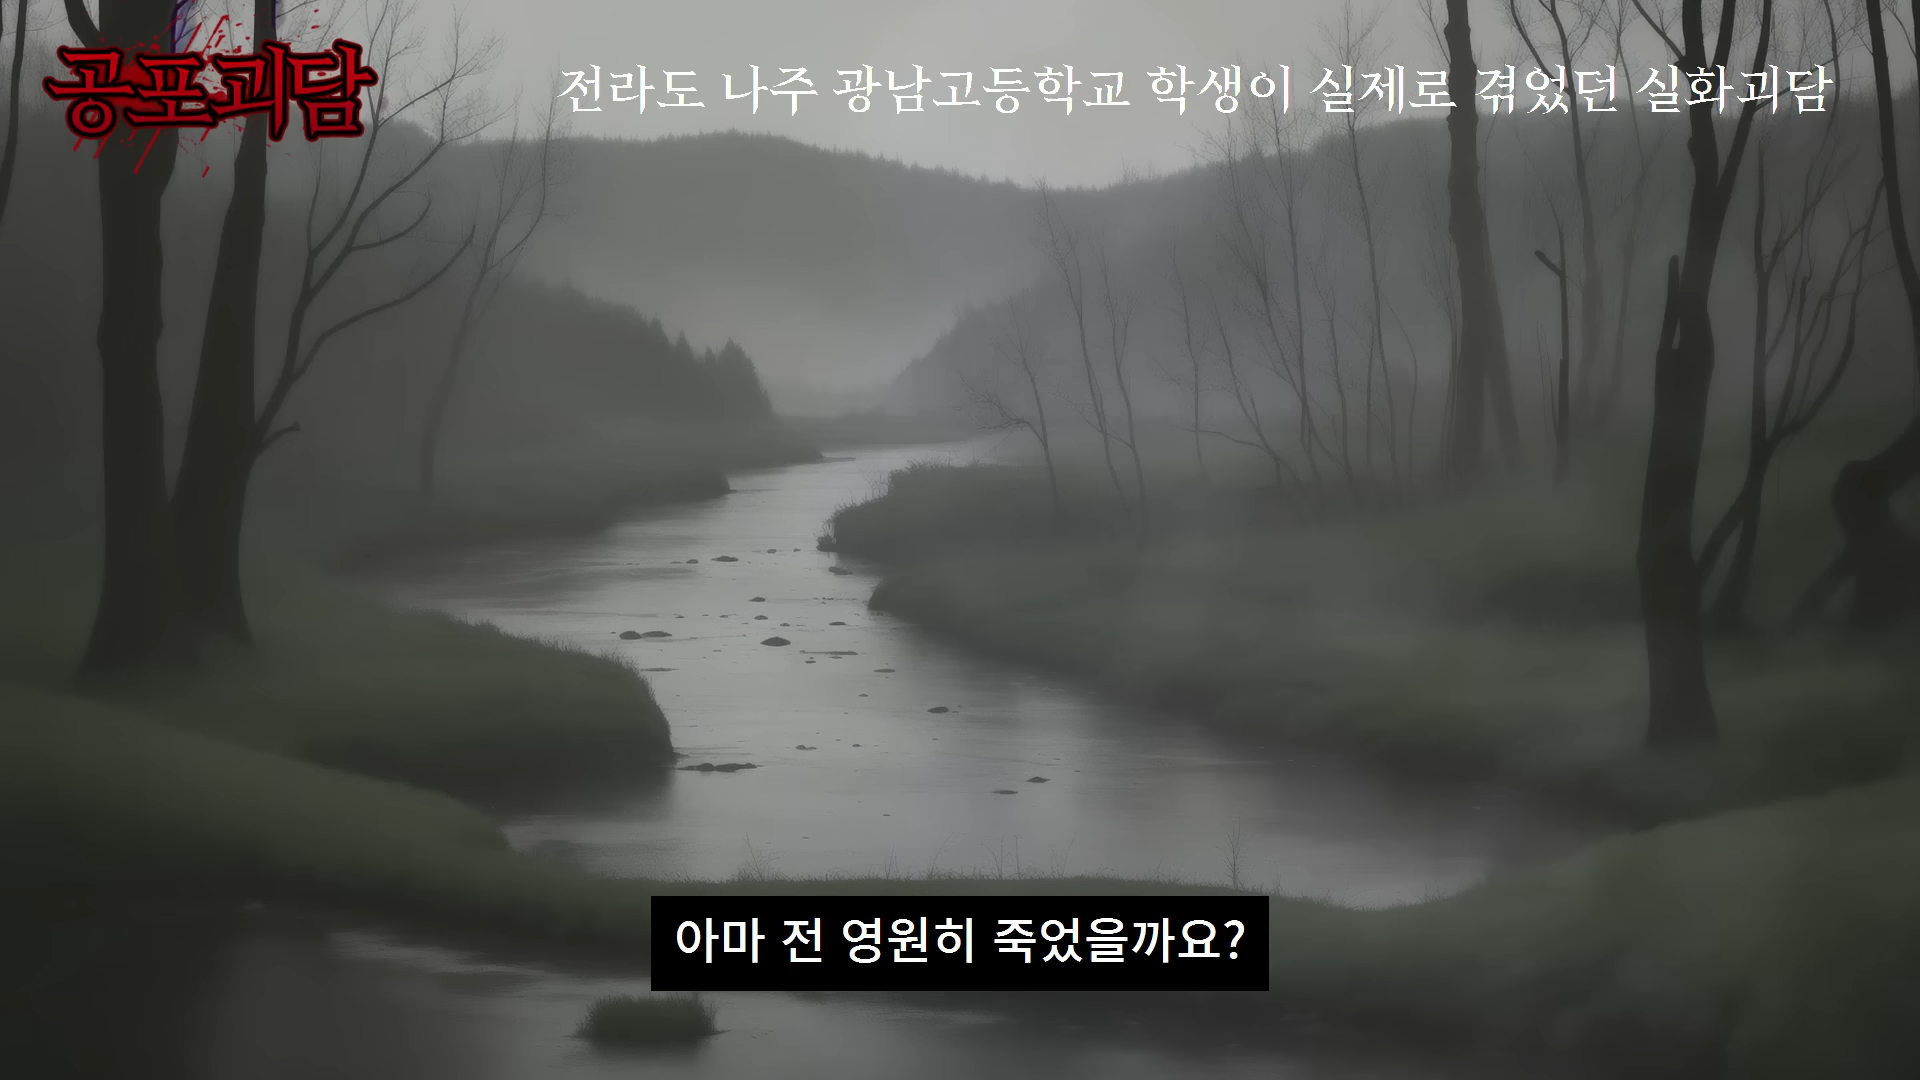 공포괴담
전라도 나주 광남고등학교 학생이 실제로 겪었던 실화괴담
아마 전 영원히 죽었을까요?